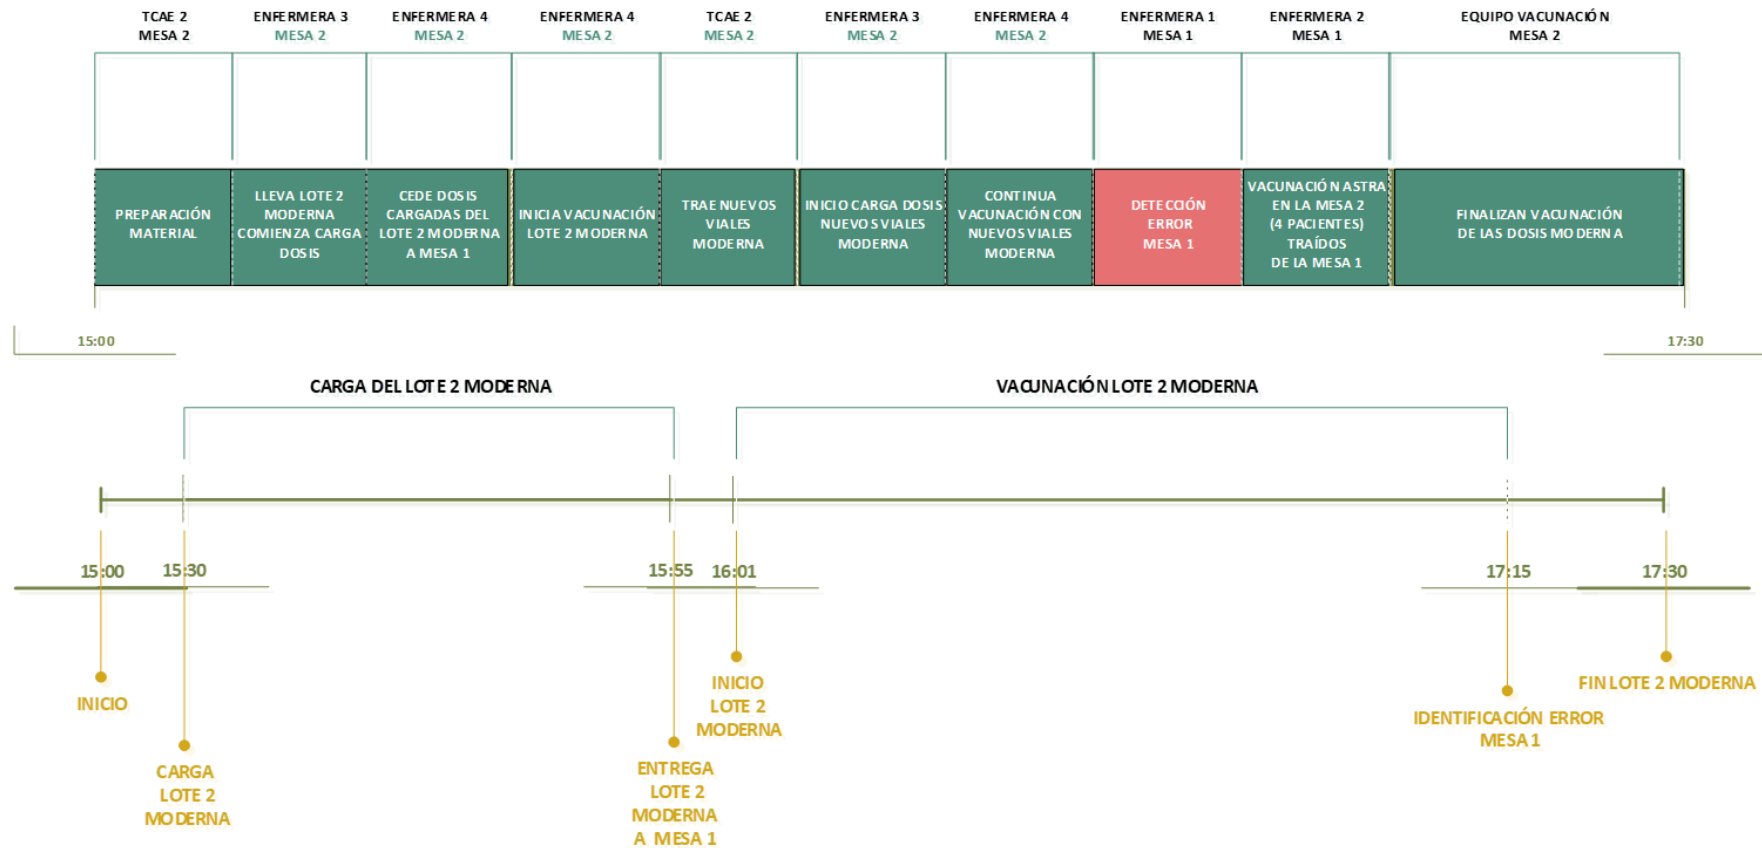 TCAE 2
MESA 2
ENFERMERA 3
MESA 2
ENFERMERA 4
MESA 2
ENFERMERA 4
MESA 2
TCAE 2
MESA 2
ENFERMERA 3
MESA 2
ENFERMERA 4
MESA 2
ENFERMERA 1
MESA 1
ENFERMERA 2
MESA 1
EQUIPO VACUNACIÓN
MESA 2
PREPARACIÓN
MATERIAL
LLEVA LOTE 2
MODERNA
COMIENZA CARGA
DOSIS
CEDE DOSIS
CARGADAS DEL
LOTE 2 MODERNA
A MESA 1
INICIA VACUNACIÓN
LOTE 2 MODERNA
TRAE NUEVOS
VIALES
MODERNA
INICIO CARGA DOSIS
NUEVOS VIALES
MODERNA
CONTINUA
VACUNACIÓN CON
NUEVOS VIALES
MODERNA
DETECCIÓN
ERROR
MESA 1
VACUNACIÓN ASTRA
EN LA MESA 2
(4 PACIENTES)
TRAÍDOS
DE LA MESA 1
FINALIZAN VACUNACIÓN
DE LAS DOSIS MODERNA
15:00
17:30
CARGA DEL LOTE 2 MODERNA
VACUNACIÓN LOTE 2 MODERNA
15:00
15:30
15:55
16:01
17:15
17:30
INICIO
CARGA
LOTE 2
MODERNA
ENTREGA
LOTE 2
MODERNA
A MESA 1
INICIO
LOTE 2
MODERNA
IDENTIFICACIÓN ERROR
MESA 1
FIN LOTE 2 MODERNA